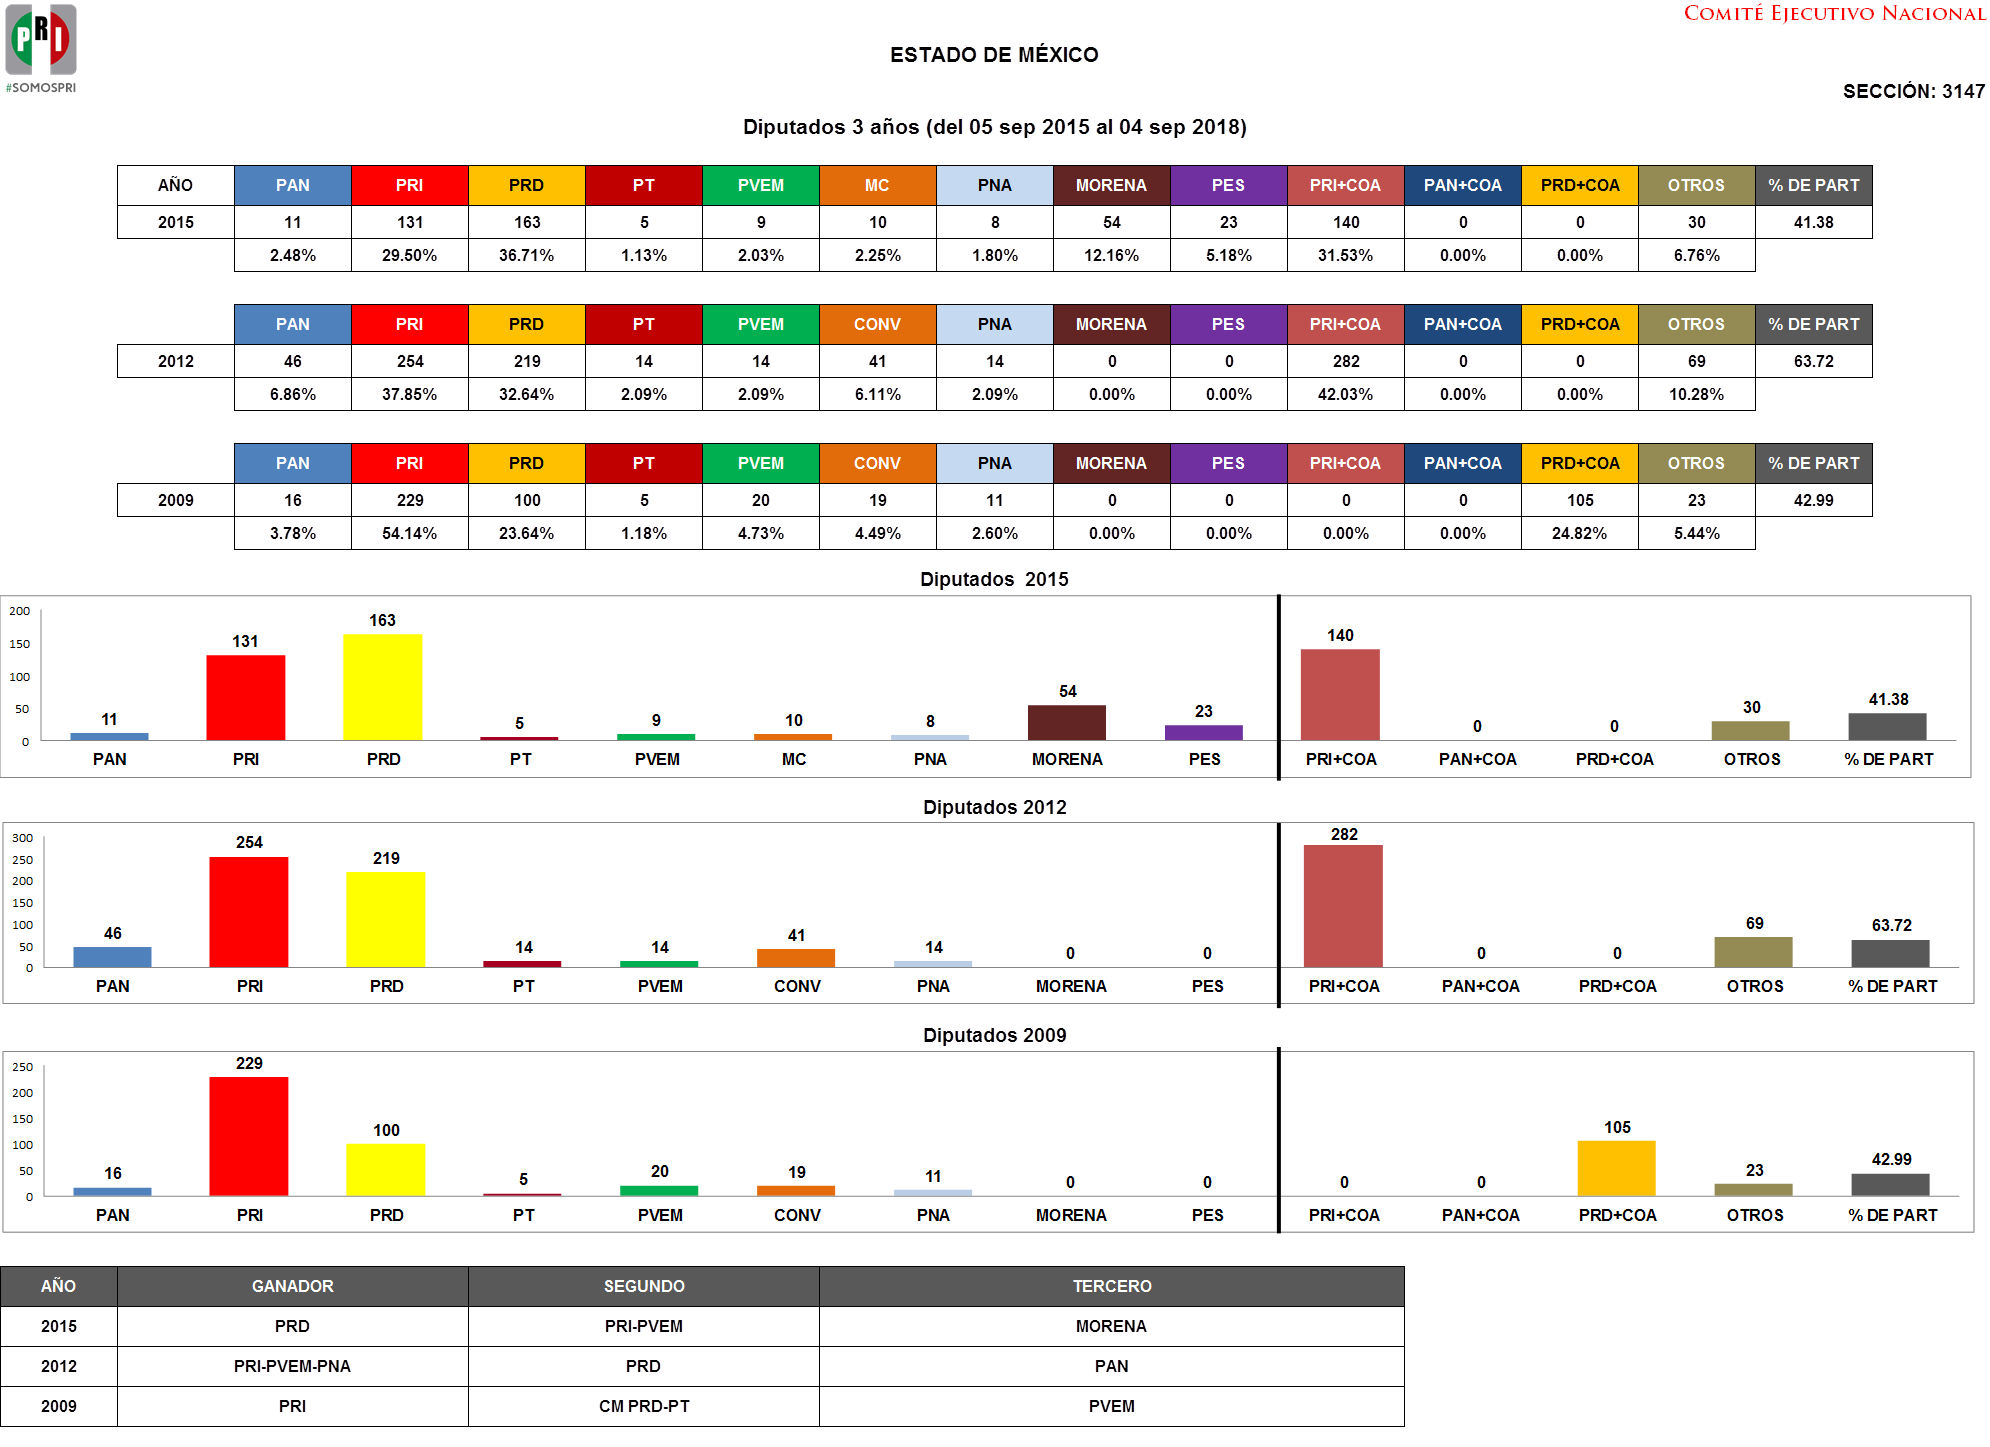 PRI
#SOMOSPRI
COMITÉ EJECUTIVO NACIONAL
ESTADO DE MÉXICO
SECCIÓN: 3147
Diputados 3 años (del 05 sep 2015 al 04 sep 2018)
AÑO PAN PRI PRD PT PVEM MC PNA MORENA PES PRI+COA PAN+COA PRD+COA OTROS % DE PART
2015 11 131 163 5 9 10 8 54 23 140 0 0 30 41.38
2.48% 29.50% 36.71% 1.13% 2.03% 2.25% 1.80% 12.16% 5.18% 31.53% 0.00% 0.00% 6.76%
PAN PRI PRD PT PVEM CONV PNA MORENA PES PRI+COA PAN+COA PRD+COA OTROS % DE PART
2012 46 254 219 14 14 41 14 0 0 282 0 0 69 63.72
6.86% 37.85% 32.64% 2.09% 2.09% 6.11% 2.09% 0.00% 0.00% 42.03% 0.00% 0.00% 10.28%
PAN PRI PRD PT PVEM CONV PNA MORENA PES PRI+COA PAN+COA PRD+COA OTROS % DE PART
2009 16 229 100 5 20 19 11 0 0 0 0 105 23 42.99
3.78% 54.14% 23.64% 1.18% 4.73% 4.49% 2.60% 0.00% 0.00% 0.00% 0.00% 24.82% 5.44%
Diputados 2015
200
150
100
50
0
11 131 163 5 9 10 8 54 23 140 0 0 30 41.38
PAN PRI PRD PT PVEM MC PNA MORENA PES PRI+COA PAN+COA PRD+COA OTROS % DE PART
Diputados 2012
300
250
200
150
100
50
0
46 254 219 14 14 41 14 0 0 282 0 0 69 63.72
PAN PRI PRD PT PVEM CONV PNA MORENA PES PRI+COA PAN+COA PRD+COA OTROS % DE PART
Diputados 2009
250
200
150
100
50
0
16 229 100 5 20 19 11 0 0 0 0 105 23 42.99
PAN PRI PRD PT PVEM CONV PNA MORENA PES PRI+COA PAN+COA PRD+COA OTROS % DE PART
AÑO GANADOR SEGUNDO TERCERO
2015 PRD PRI-PVEM MORENA
2012 PRI-PVEM-PNA PRD PAN
2009 PRI CM PRD-PT PVEM